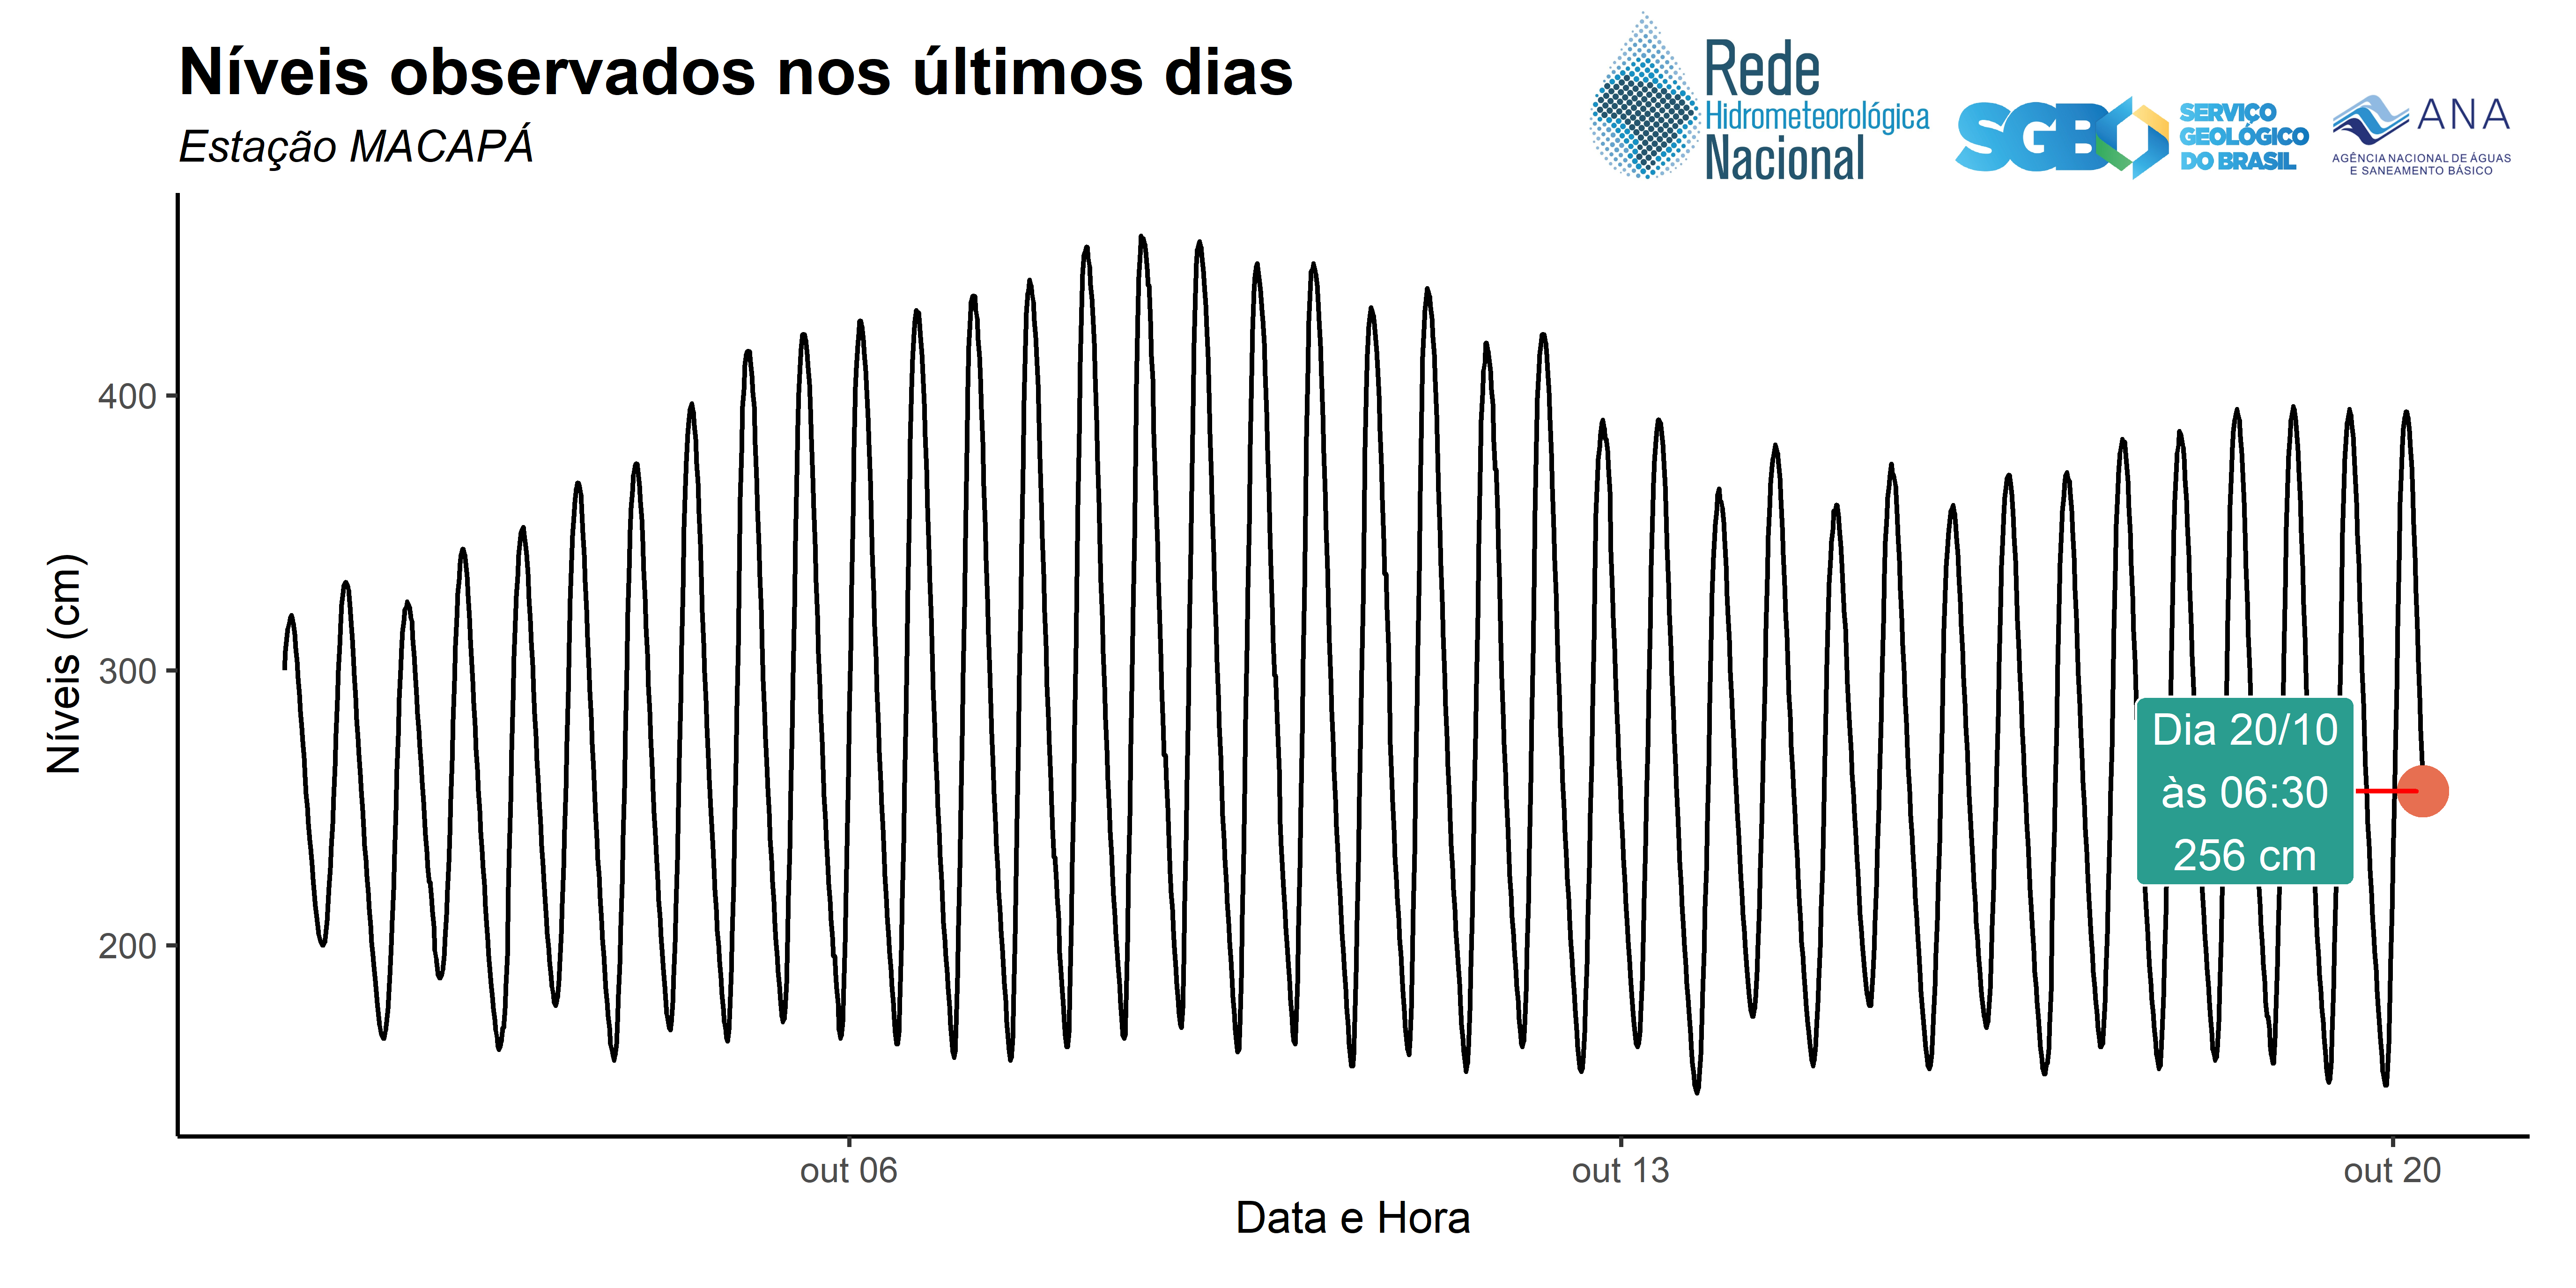 Níveis observados nos últimos dias
Estação MACAPÁ
Rede
Hidrometeorológica
Nacional
SGB
SERVIÇO
GEOLÓGICO
DO BRASIL
ANA
AGÊNCIA NACIONAL DE ÁGUAS
E SANEAMENTO BÁSICO
Níveis (cm)
400
300
200
Dia 20/10
às 06:30
256 cm
out 06
out 13
out 20
Data e Hora